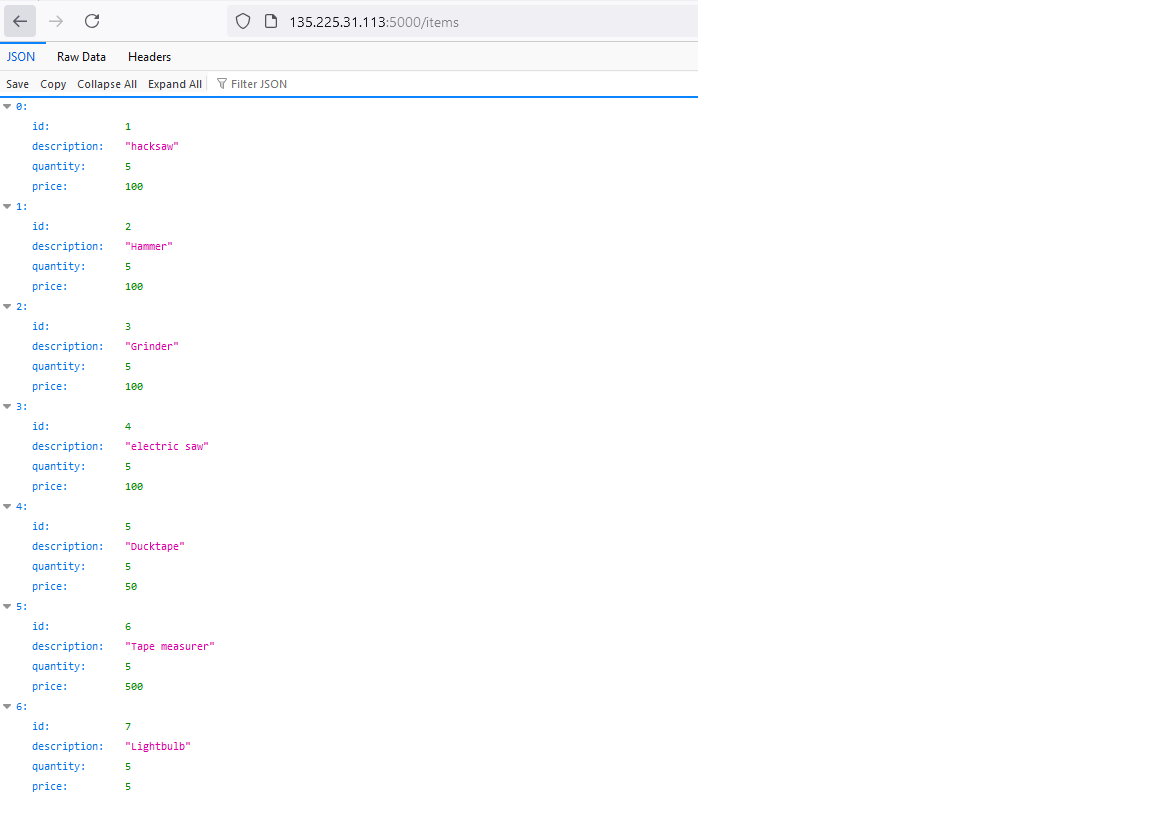 135.225.31.113:5000/items
JSON Raw Data Headers
Save Copy Collapse All Expand All Filter JSON
0:
id: 1
description: "hacksaw"
quantity: 5
price: 100
1:
id: 2
description: "Hammer"
quantity: 5
price: 100
2:
id: 3
description: "Grinder"
quantity: 5
price: 100
3:
id: 4
description: "electric saw"
quantity: 5
price: 100
4:
id: 5
description: "Ducktape"
quantity: 5
price: 50
5:
id: 6
description: "Tape measurer"
quantity: 5
price: 500
6:
id: 7
description: "Lightbulb"
quantity: 5
price: 5